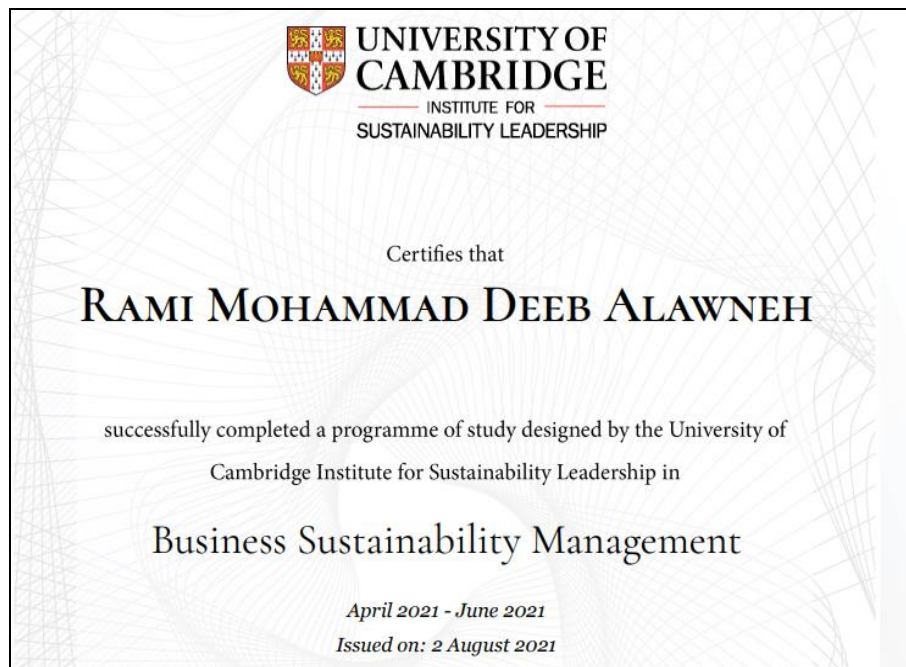 UNIVERSITY OF
CAMBRIDGE
INSTITUTE FOR
SUSTAINABILITY LEADERSHIP
Certifies that
RAMI MOHAMMAD DEEB ALAWNEH
successfully completed a programme of study designed by the University of
Cambridge Institute for Sustainability Leadership in
Business Sustainability Management
April 2021 - June 2021
Issued on: 2 August 2021